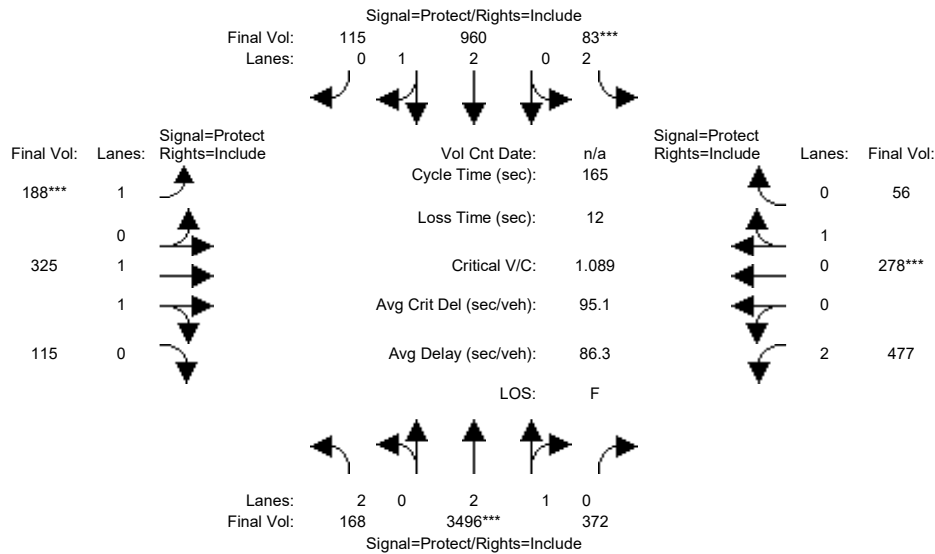 Signal=Protect/Rights=Include
Final Vol: 115 960 83***
Lanes: 0 1 2 0 2
Signal=Protect
Final Vol: Lanes: Rights=Include
Vol Cnt Date: n/a
Signal=Protect
Rights=Include Lanes: Final Vol:
Cycle Time (sec): 165
188*** 1
0 56
Loss Time (sec): 12
0
1
325 1
Critical V/C: 1.089
0 278***
1
Avg Crit Del (sec/veh): 95.1
0
115 0
Avg Delay (sec/veh): 86.3
2 477
LOS: F
Lanes: 2 0 2 1 0
Final Vol: 168 3496*** 372
Signal=Protect/Rights=Include